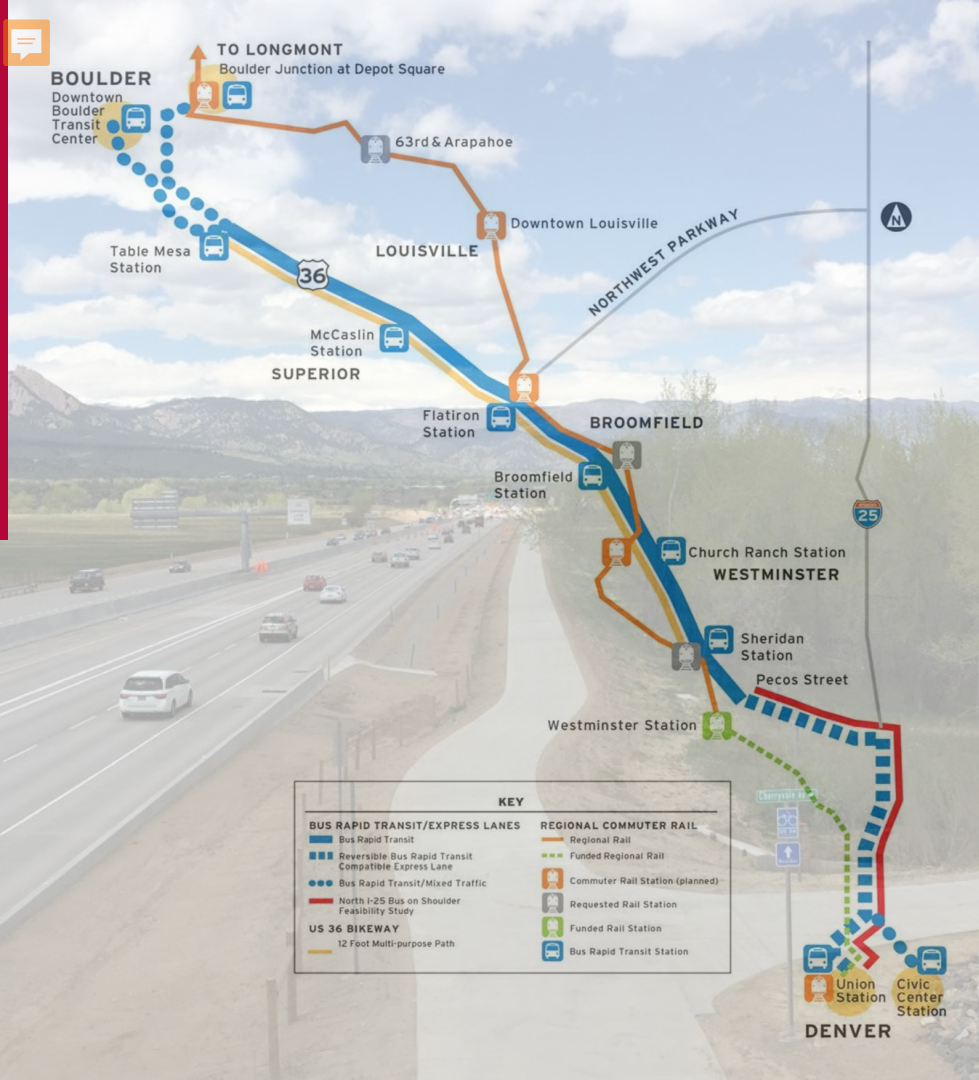 TO LONGMONT
Boulder Junction at Depot Square
BOULDER
Downtown
Boulder
Transit
Center
63rd & Arapahoe
Downtown Louisville
LOUISVILLE
NORTHWEST PARKWAY
N
Table Mesa
Station
36
McCaslin
Station
SUPERIOR
Flatiron
Station
BROOMFIELD
Broomfield
Station
25
Church Ranch Station
WESTMINSTER
Sheridan
Station
Pecos Street
Westminster Station
KEY
BUS RAPID TRANSIT/EXPRESS LANES
Bus Rapid Transit
Reversible Bus Rapid Transit
Compatible Express Lane
Bus Rapid Transit/Mixed Traffic
North I-25 Bus on Shoulder
Feasibility Study
US 36 BIKEWAY
12 Foot Multi-purpose Path
REGIONAL COMMUTER RAIL
Regional Rail
Funded Regional Rail
Commuter Rail Station (planned)
Requested Rail Station
Funded Rail Station
Bus Rapid Transit Station
Union
Station
Civic
Center
Station
DENVER